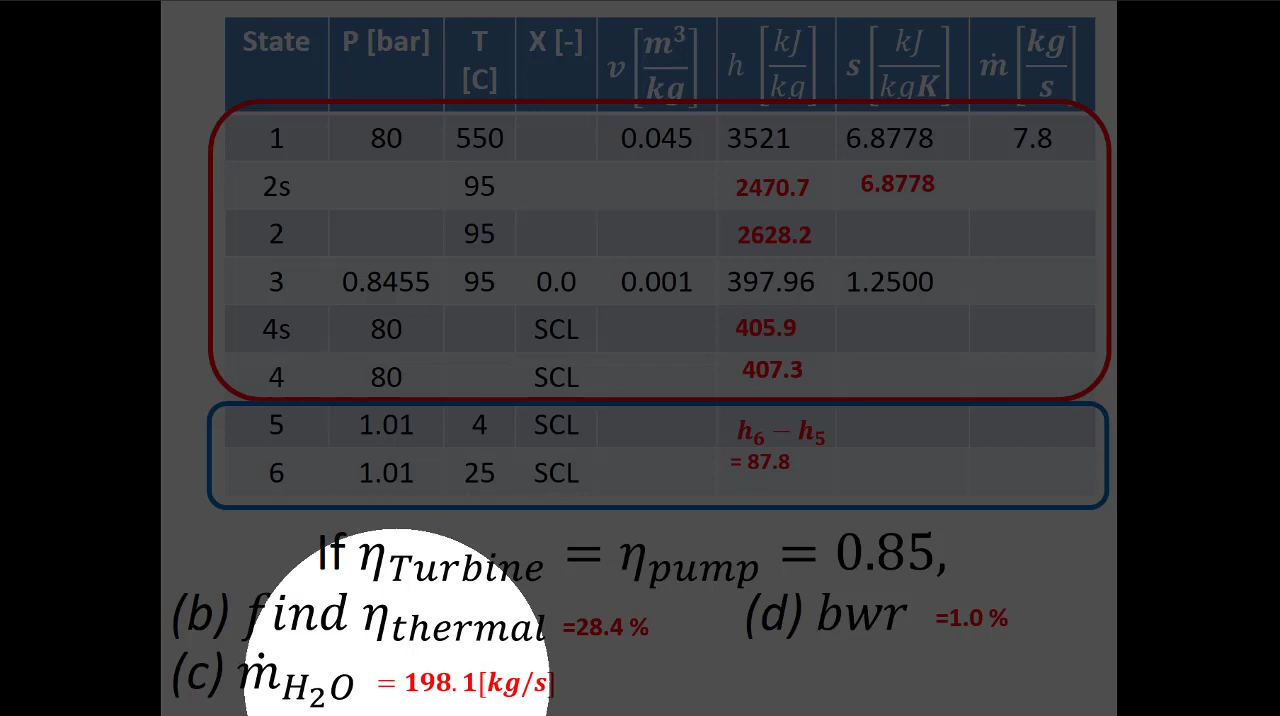 State P [bar] T [C] X [-] v [m³/kg] h [kJ/kg] s [kJ/kgK] ṁ [kg/s]
1 80 550 0.045 3521 6.8778 7.8
2s 95 2470.7 6.8778
2 95 2628.2
3 0.8455 95 0.0 0.001 397.96 1.2500
4s 80 SCL 405.9
4 80 SCL 407.3
5 1.01 4 SCL h₆ − h₅
6 1.01 25 SCL = 87.8
If η_Turbine = η_pump = 0.85,
(b) find η_thermal =28.4 % (d) bwr =1.0 %
(c) ṁ_H₂O = 198.1[kg/s]